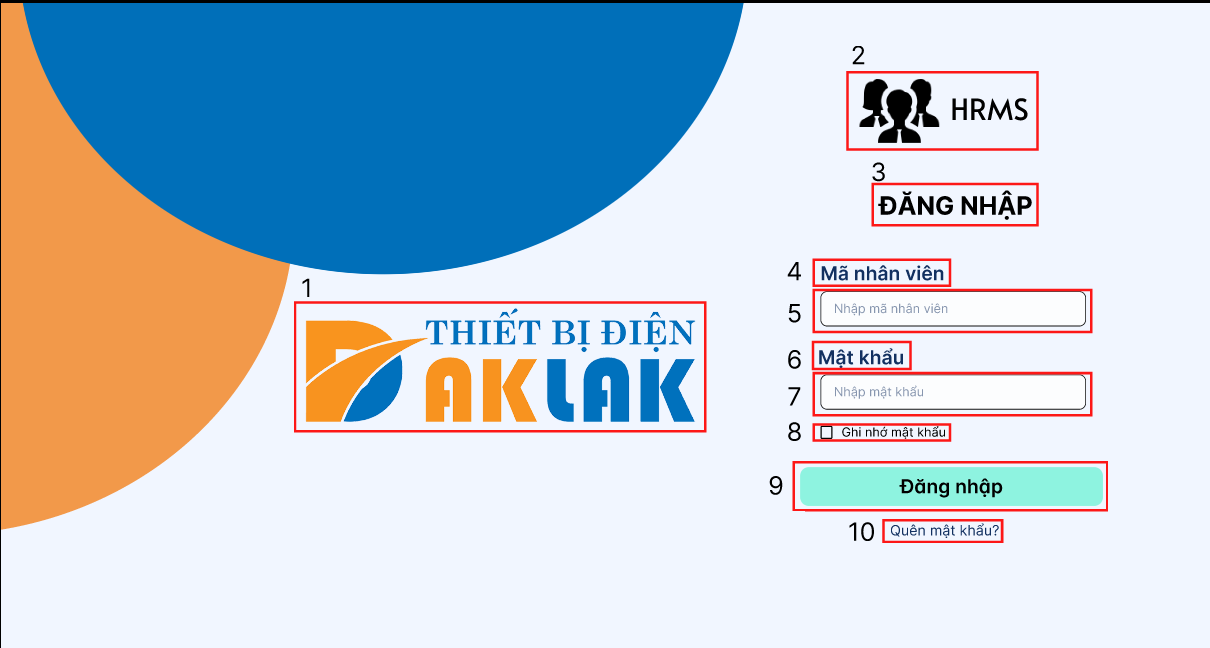 1
THIẾT BỊ ĐIỆN
DAKLAK
2
HRMS
3
ĐĂNG NHẬP
4
Mã nhân viên
5
Nhập mã nhân viên
6
Mật khẩu
7
Nhập mật khẩu
8
Ghi nhớ mật khẩu
9
Đăng nhập
10
Quên mật khẩu?